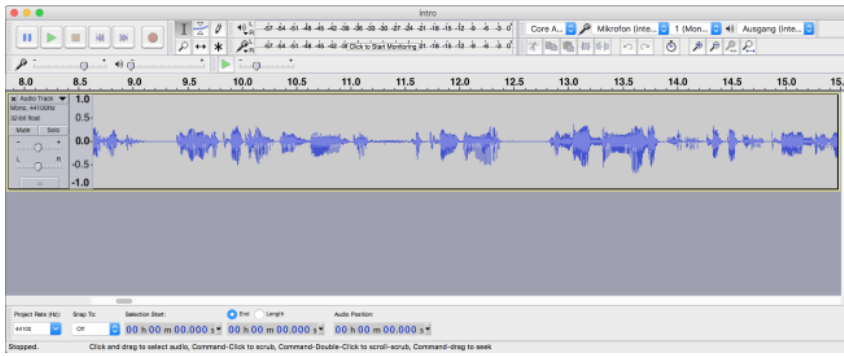 intro
L R -57 -54 -51 -48 -45 -42 -39 -36 -33 -30 -27 -24 -21 -18 -15 -12 -9 -6 -3 0 Core A... Mikrofon (Inte... 1 (Mon... Ausgang (Inte...
L R -57 -54 -51 -48 -45 -42 -3 Click to Start Monitoring -21 -18 -15 -12 -9 -6 -3 0
8.0 8.5 9.0 9.5 10.0 10.5 11.0 11.5 12.0 12.5 13.0 13.5 14.0 14.5 15.0 15.
X Audio Track 1.0
Mono, 44100Hz
32-bit float 0.5
Mute Solo
- + 0.0
L R -0.5
-1.0
Project Rate (Hz): Snap To: Selection Start: End Length Audio Position:
44100 Off 00 h 00 m 00.000 s 00 h 00 m 00.000 s 00 h 00 m 00.000 s
Stopped. Click and drag to select audio, Command-Click to scrub, Command-Double-Click to scroll-scrub, Command-drag to seek